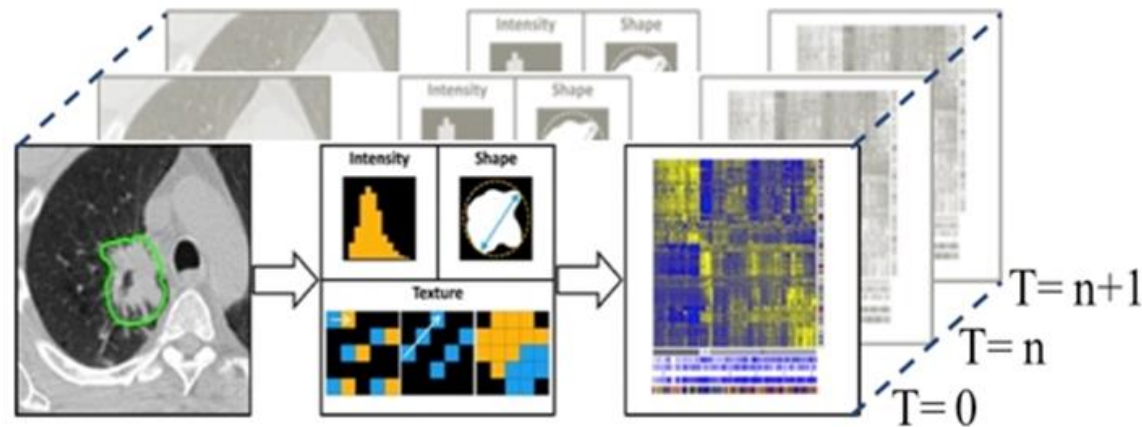 Intensity Shape
Intensity Shape
Intensity Shape
Texture
T= n+1
T= n
T= 0